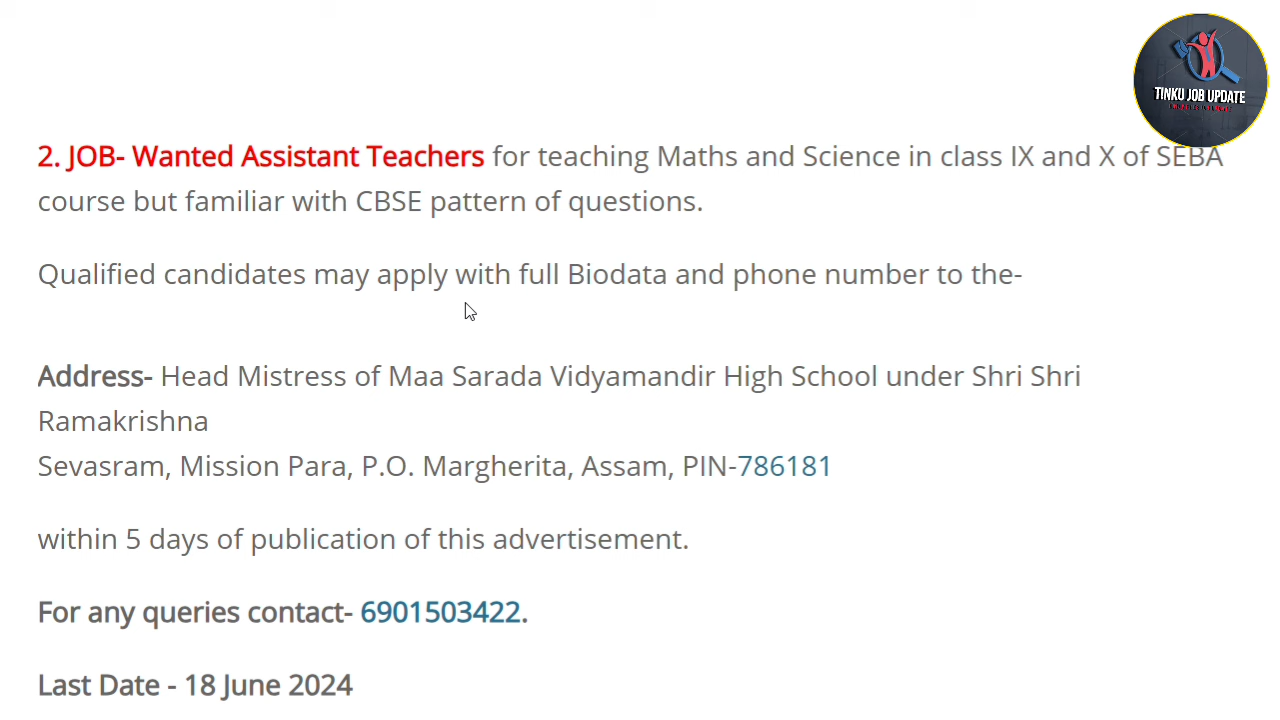 TINKU JOB UPDATE
2. JOB- Wanted Assistant Teachers for teaching Maths and Science in class IX and X of SEBA
course but familiar with CBSE pattern of questions.
Qualified candidates may apply with full Biodata and phone number to the-
Address- Head Mistress of Maa Sarada Vidyamandir High School under Shri Shri
Ramakrishna
Sevasram, Mission Para, P.O. Margherita, Assam, PIN-786181
within 5 days of publication of this advertisement.
For any queries contact- 6901503422.
Last Date - 18 June 2024